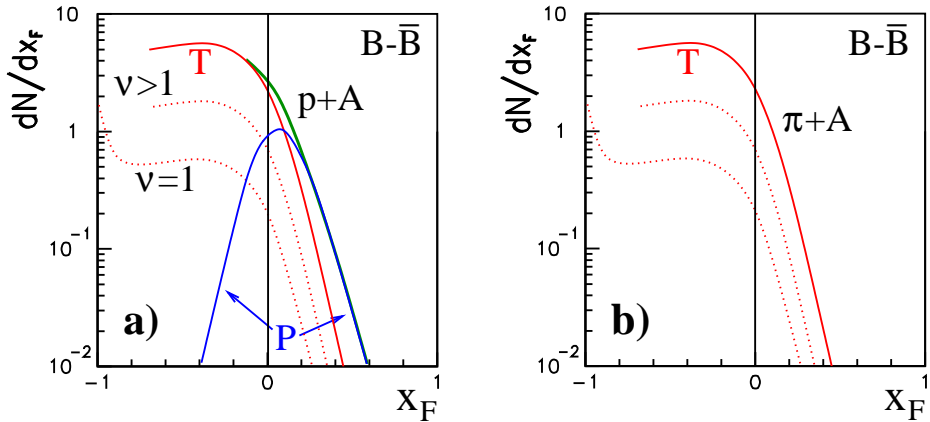 dN/dx_F
10
1
10⁻¹
10⁻²
B-B̅
T
ν>1
p+A
ν=1
a)
P
-1
0
1
x_F
dN/dx_F
10
1
10⁻¹
10⁻²
B-B̅
T
π+A
b)
-1
0
1
x_F